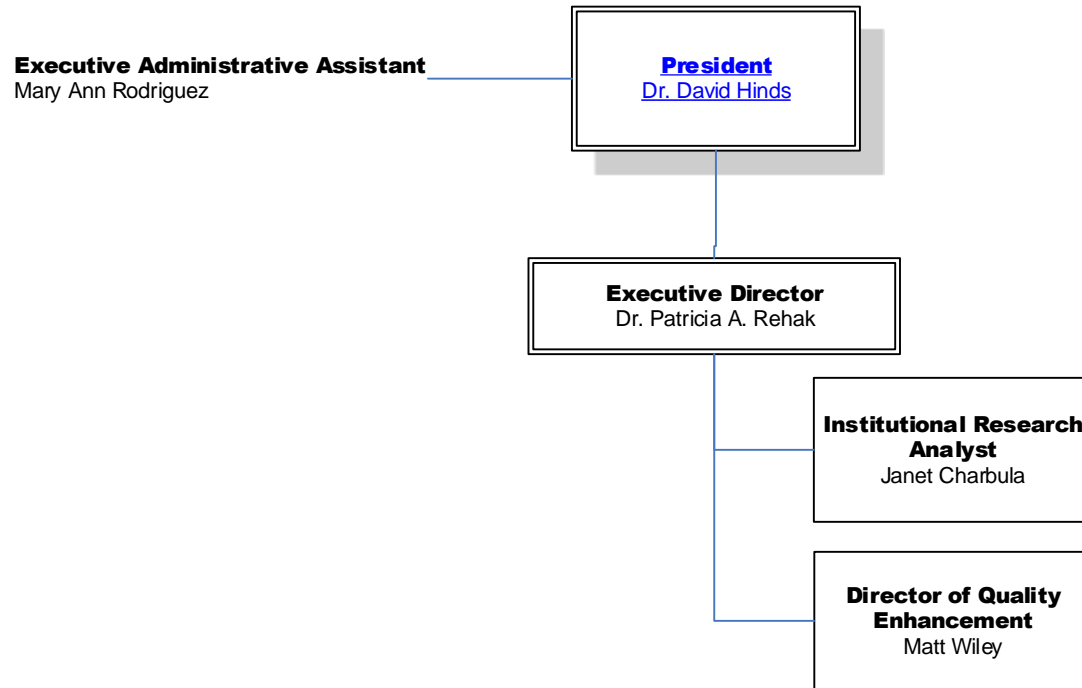 Executive Administrative Assistant
Mary Ann Rodriguez
President
Dr. David Hinds
Executive Director
Dr. Patricia A. Rehak
Institutional Research
Analyst
Janet Charbula
Director of Quality
Enhancement
Matt Wiley